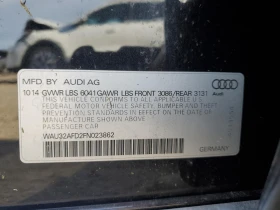 MFD BY: AUDI AG
10 14 GVWR LBS 6041 GAWR LBS FRONT 3086/REAR 3131
THIS VEHICLE CONFORMS TO ALL APPLICABLE
FEDERAL MOTOR VEHICLE SAFETY, BUMPER AND
THEFT PREVENTION STANDARDS IN EFFECT ON
THE DATE OF MANUFACTURE SHOWN ABOVE
PASSENGER CAR
WAU32AFD2FN023862
GERMANY